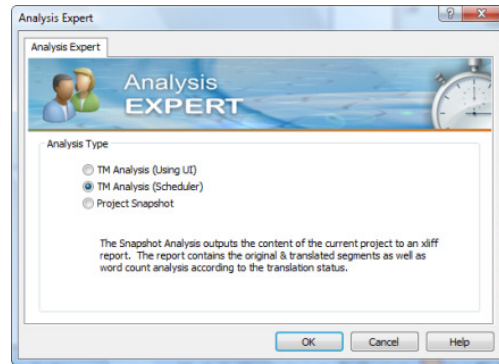 Analysis Expert
Analysis Expert
Analysis
EXPERT
Analysis Type
TM Analysis (Using UI)
TM Analysis (Scheduler)
Project Snapshot
The Snapshot Analysis outputs the content of the current project to an xliff
report. The report contains the original & translated segments as well as
word count analysis according to the translation status.
OK Cancel Help